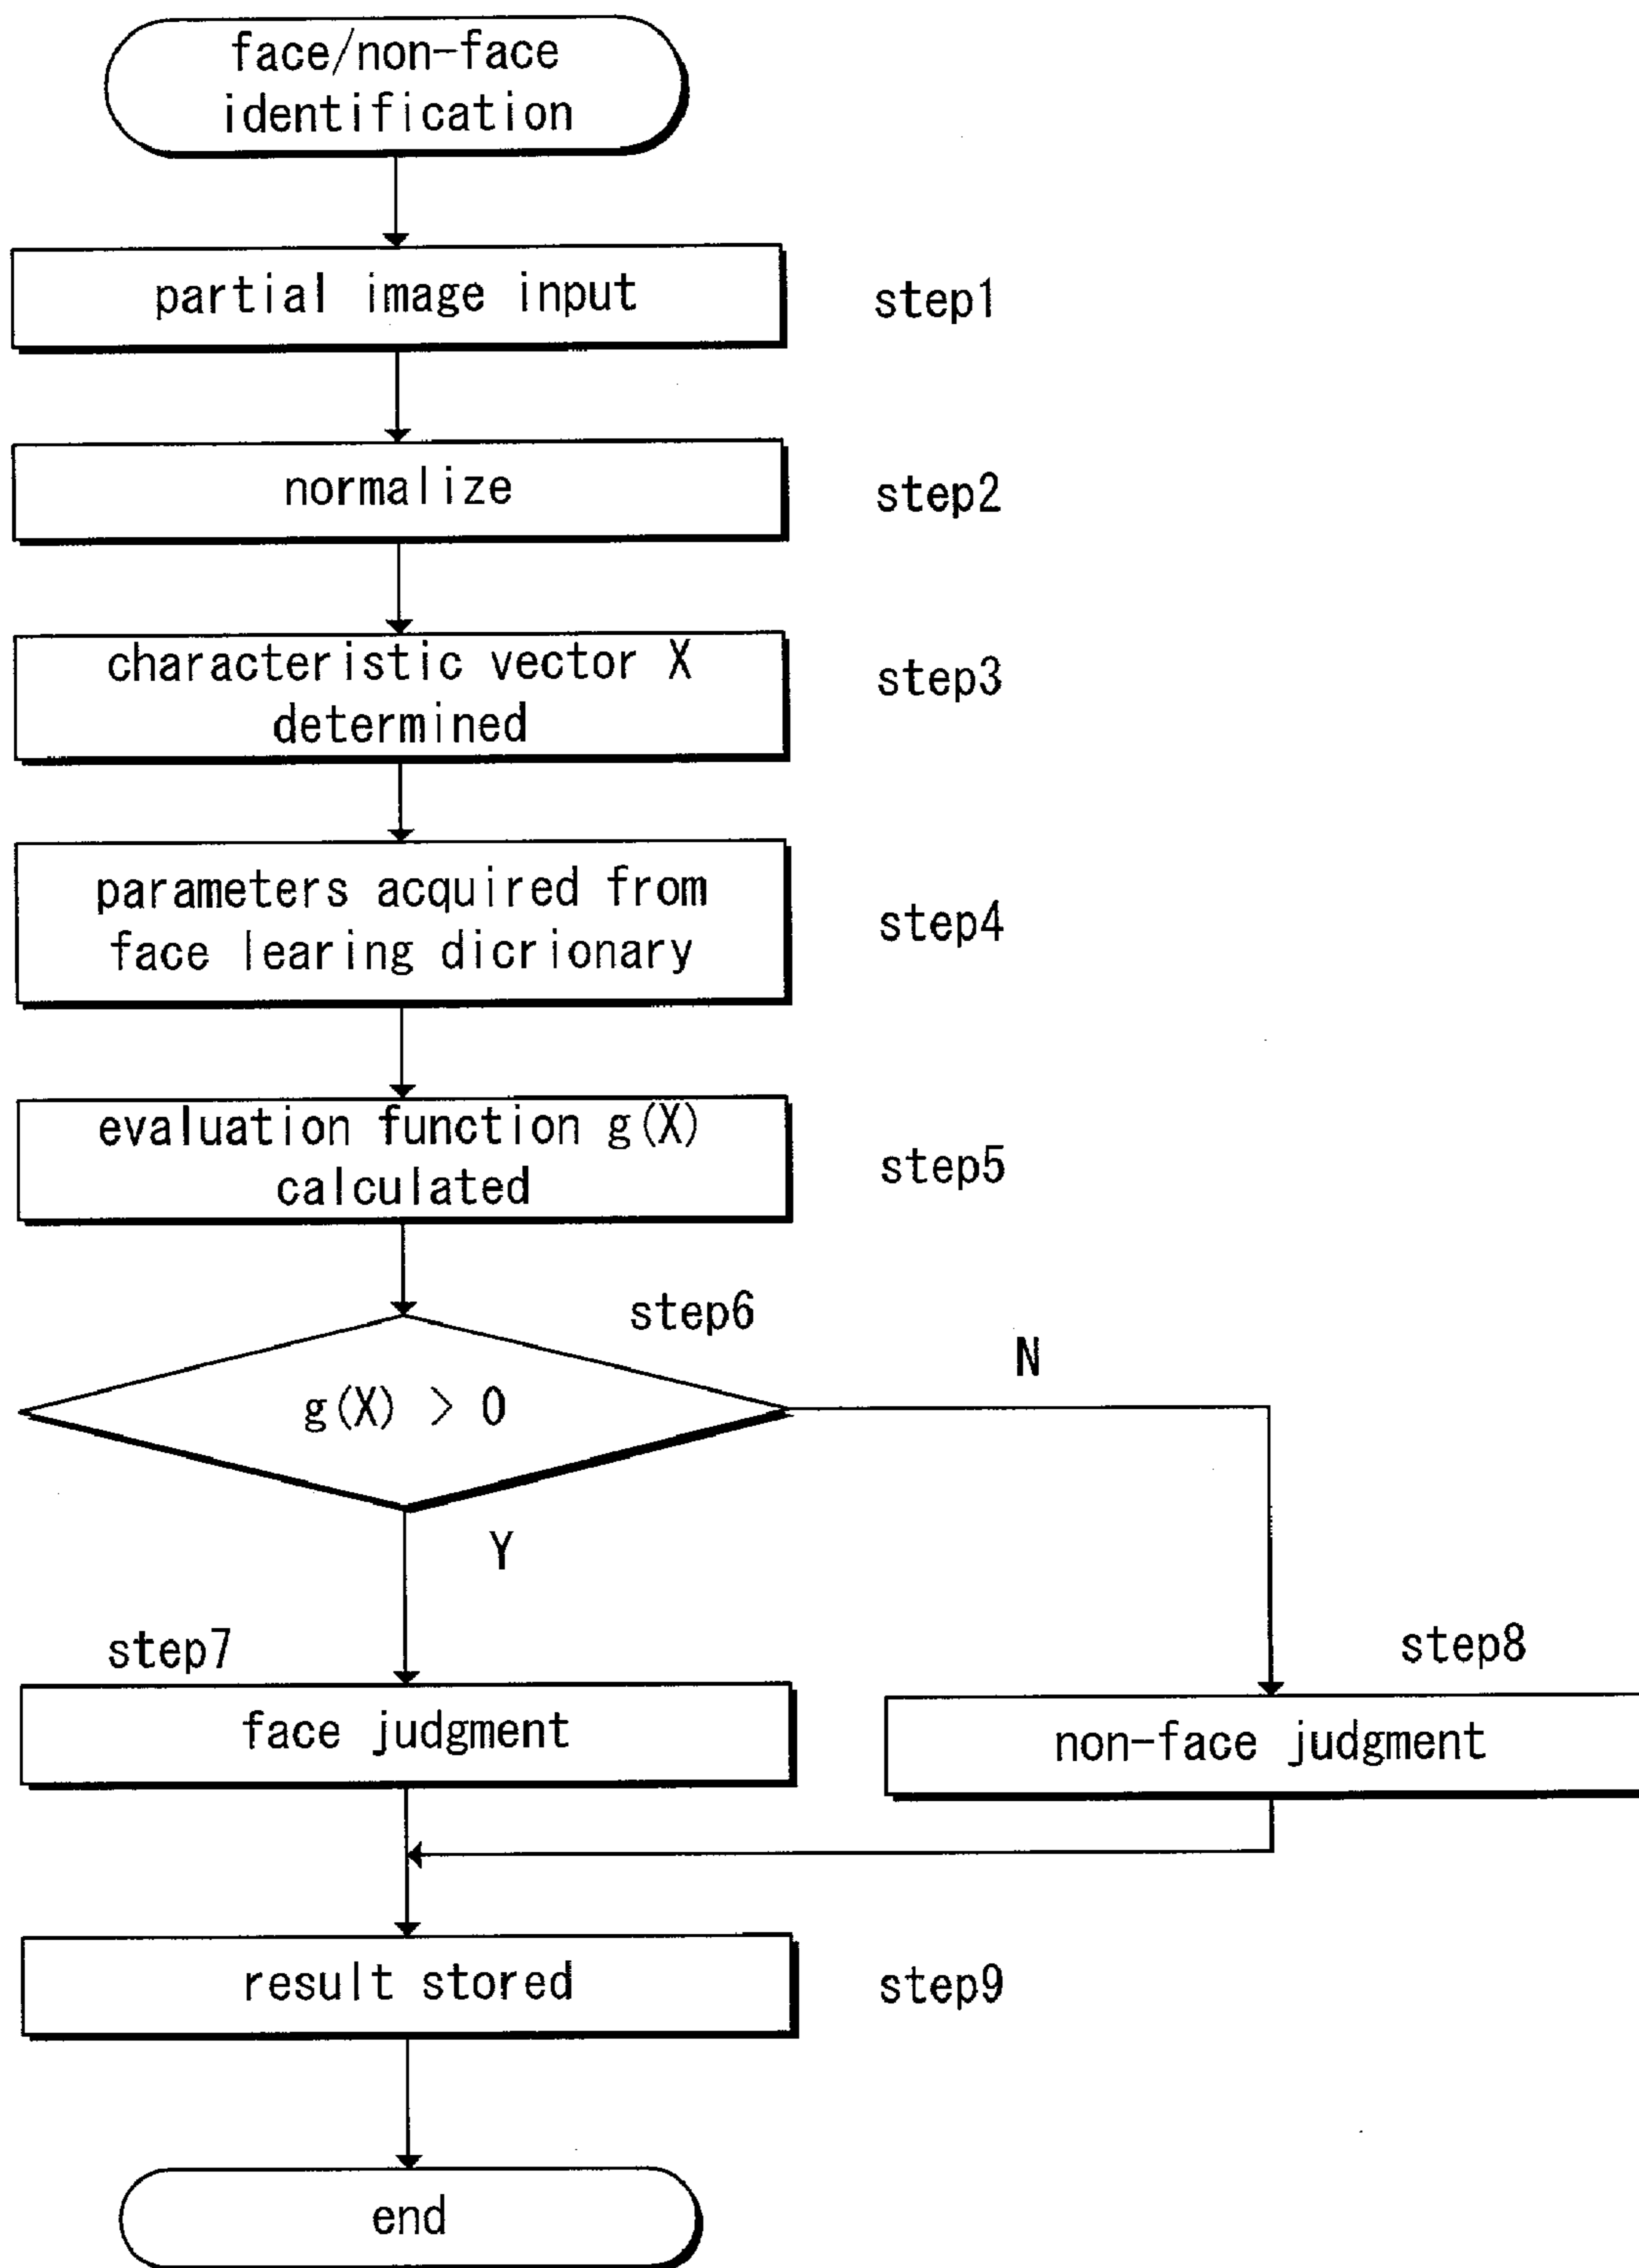 face/non-face
identification
partial image input
step1
normalize
step2
characteristic vector X
determined
step3
parameters acquired from
face learing dicrionary
step4
evaluation function g(X)
calculated
step5
step6
g(X) > 0
N
Y
step7
face judgment
step8
non-face judgment
result stored
step9
end